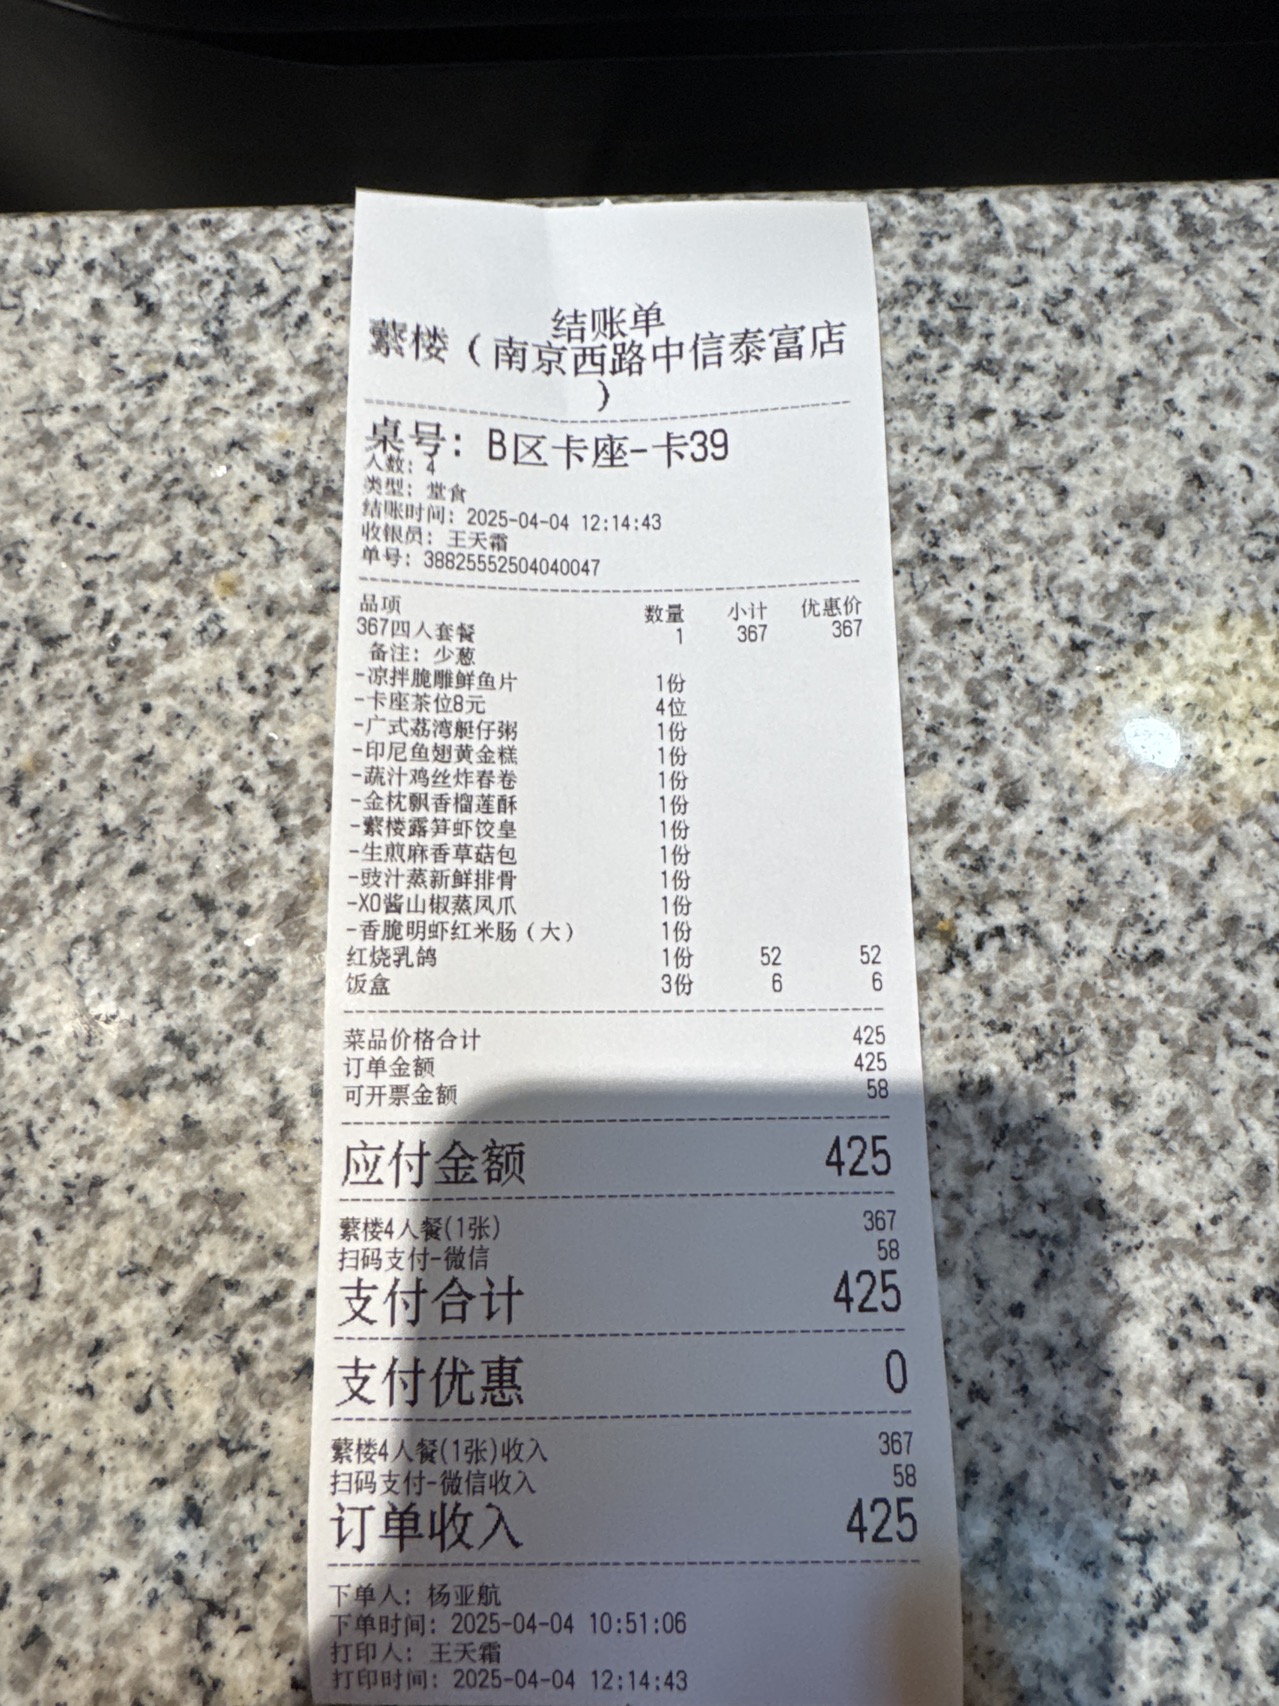 结账单
蘩楼（南京西路中信泰富店
）
桌号：B区卡座-卡39
人数：4
类型：堂食
结账时间：2025-04-04 12:14:43
收银员：王天霜
单号：38825552504040047
品项 数量 小计 优惠价
367四人套餐 1 367 367
备注：少葱
-凉拌脆雕鲜鱼片 1份
-卡座茶位8元 4位
-广式荔湾艇仔粥 1份
-印尼鱼翅黄金糕 1份
-蔬汁鸡丝炸春卷 1份
-金枕飘香榴莲酥 1份
-蘩楼露笋虾饺皇 1份
-生煎麻香草菇包 1份
-豉汁蒸新鲜排骨 1份
-XO酱山椒蒸凤爪 1份
-香脆明虾红米肠（大） 1份
红烧乳鸽 1份 52 52
饭盒 3份 6 6
菜品价格合计 425
订单金额 425
可开票金额 58
应付金额 425
蘩楼4人餐(1张) 367
扫码支付-微信 58
支付合计 425
支付优惠 0
蘩楼4人餐(1张)收入 367
扫码支付-微信收入 58
订单收入 425
下单人：杨亚航
下单时间：2025-04-04 10:51:06
打印人：王天霜
打印时间：2025-04-04 12:14:43